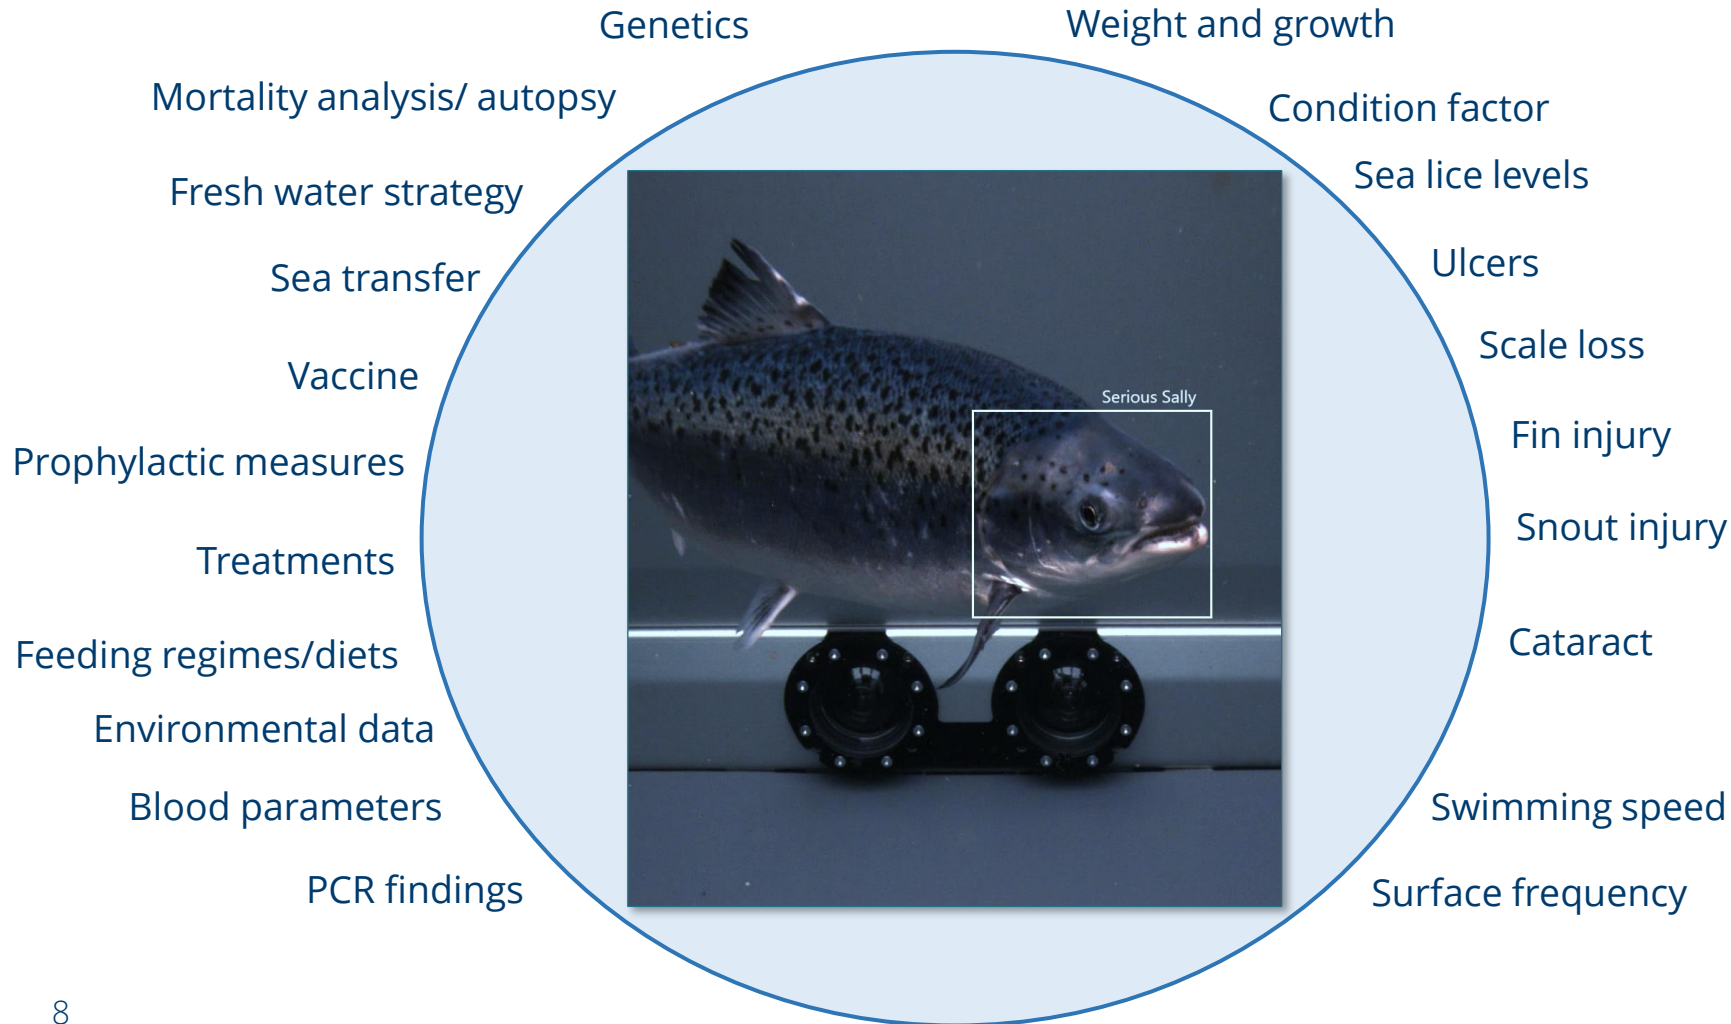 Genetics
Weight and growth
Mortality analysis/ autopsy
Condition factor
Fresh water strategy
Sea lice levels
Sea transfer
Ulcers
Vaccine
Scale loss
Serious Sally
Prophylactic measures
Fin injury
Treatments
Snout injury
Feeding regimes/diets
Cataract
Environmental data
Blood parameters
Swimming speed
PCR findings
Surface frequency
8